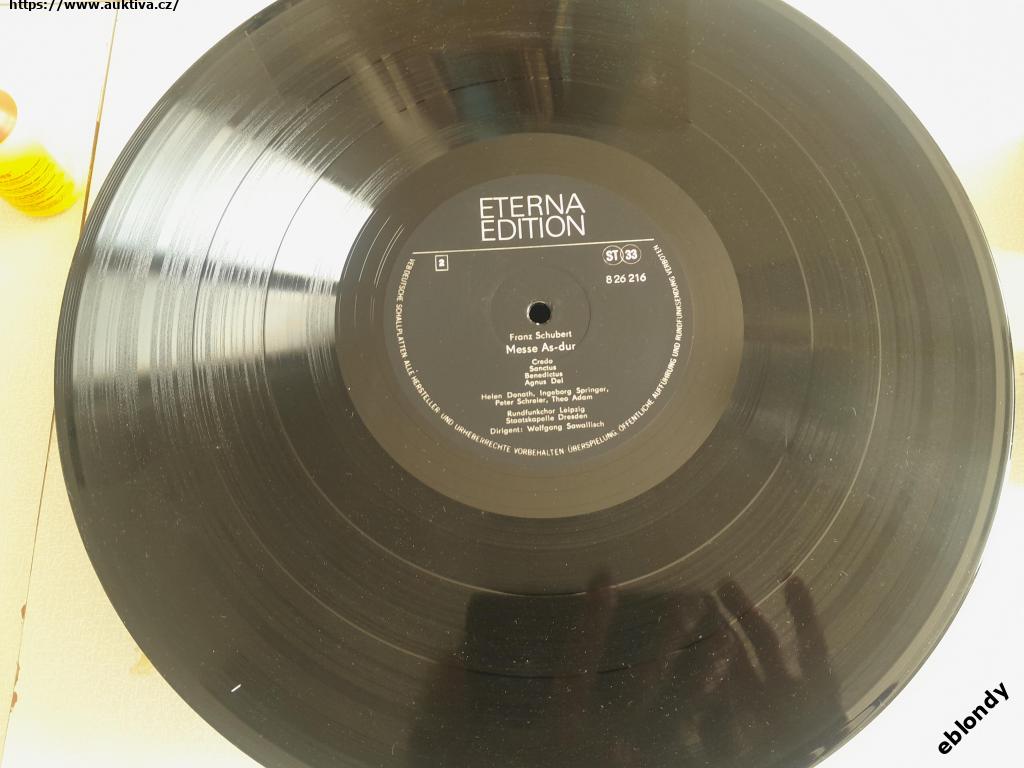 https://www.auktiva.cz/
ETERNA
EDITION
2
ST 33
8 26 216
Franz Schubert
Messe As-dur
Credo
Sanctus
Benedictus
Agnus Dei
Helen Donath, Ingeborg Springer,
Peter Schreier, Theo Adam
Rundfunkchor Leipzig
Staatskapelle Dresden
Dirigent: Wolfgang Sawallisch
VEB DEUTSCHE SCHALLPLATTEN ALLE HERSTELLER- UND URHEBERRECHTE VORBEHALTEN ÜBERSPIELUNG, ÖFFENTLICHE AUFFÜHRUNG UND RUNDFUNKSENDUNG VERBOTEN
eblondy